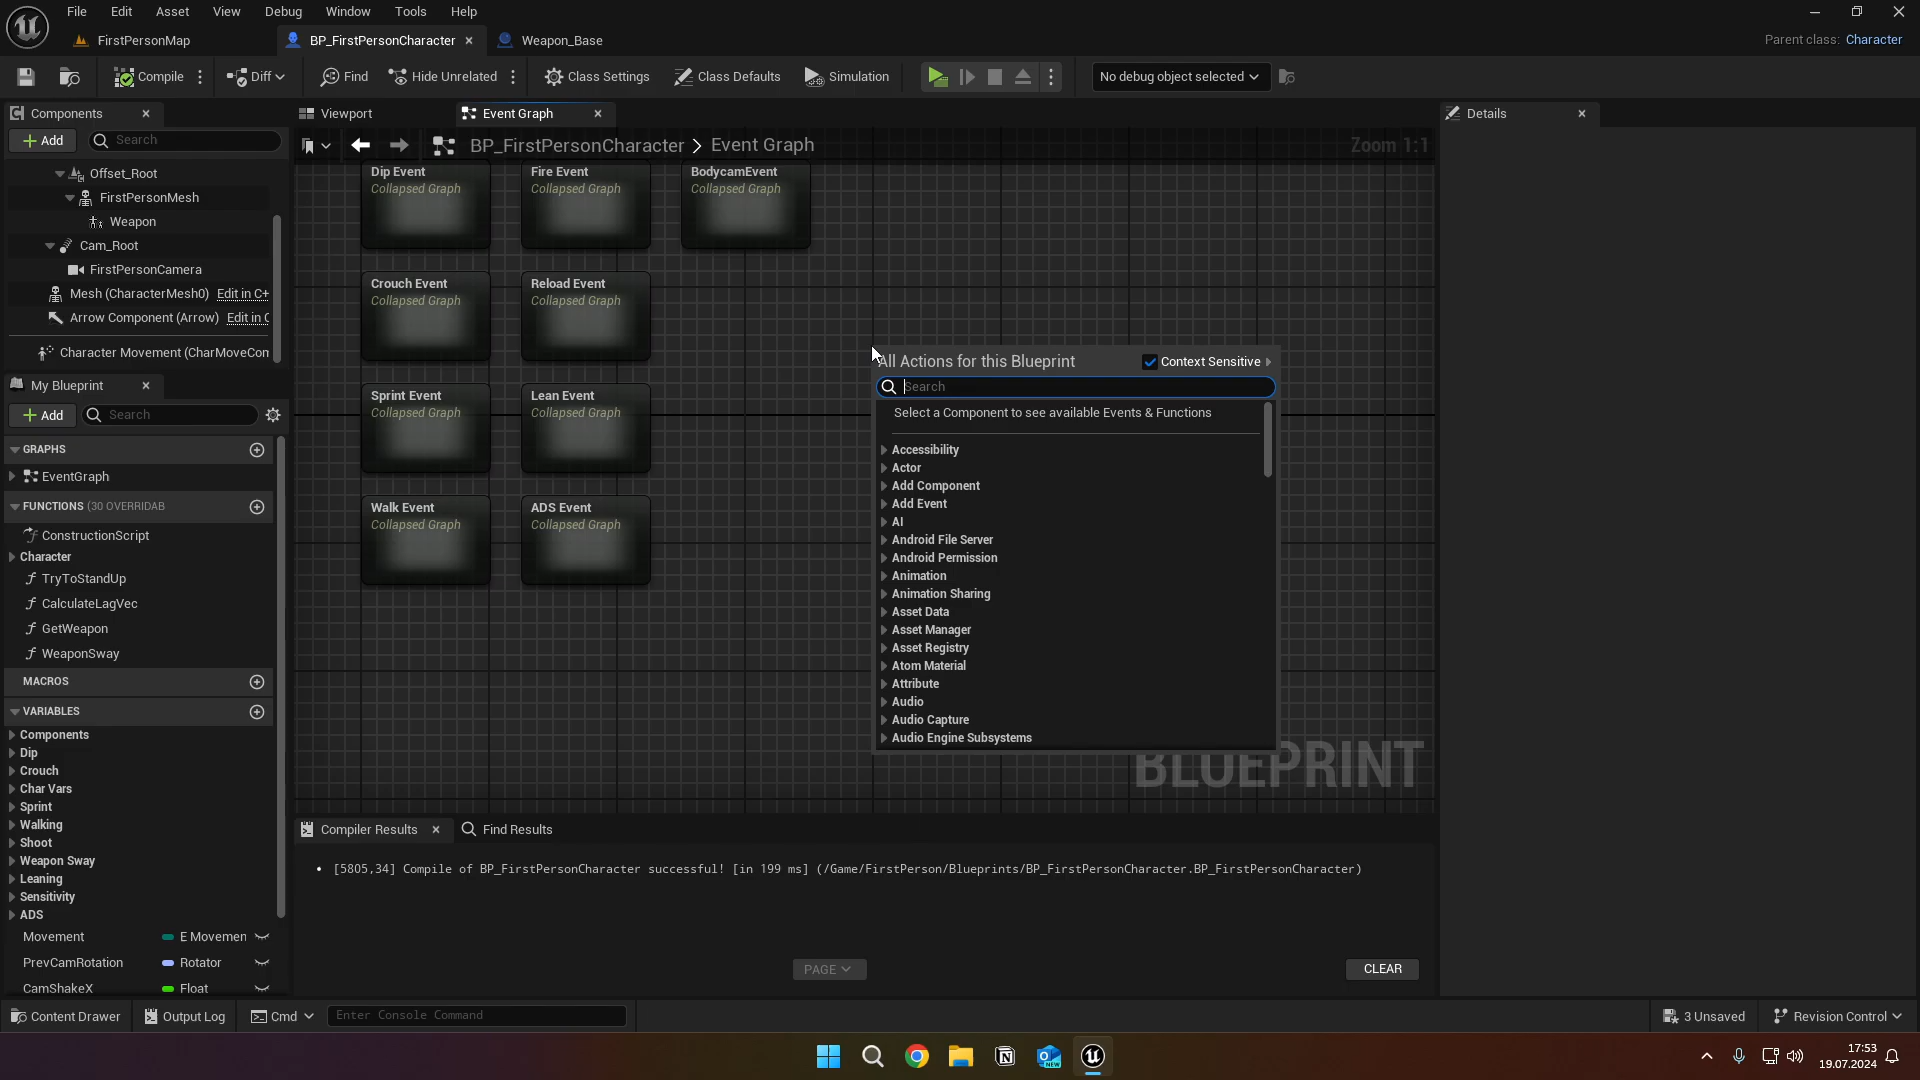 File Edit Asset View Debug Window Tools Help
FirstPersonMap BP_FirstPersonCharacter Weapon_Base
Parent class: Character
Compile Diff Find Hide Unrelated Class Settings Class Defaults Simulation No debug object selected
Components Viewport Event Graph Details
Add Search
BP_FirstPersonCharacter > Event Graph Zoom 1:1
Offset_Root
FirstPersonMesh
Weapon
Cam_Root
FirstPersonCamera
Mesh (CharacterMesh0) Edit in C+
Arrow Component (Arrow) Edit in C
Character Movement (CharMoveCom
My Blueprint
Add Search
GRAPHS
EventGraph
FUNCTIONS (30 OVERRIDAB
ConstructionScript
Character
TryToStandUp
CalculateLagVec
GetWeapon
WeaponSway
MACROS
VARIABLES
Components
Dip
Crouch
Char Vars
Sprint
Walking
Shoot
Weapon Sway
Leaning
Sensitivity
ADS
Movement E Movemen
PrevCamRotation Rotator
CamShakeX Float
Dip Event Fire Event BodycamEvent
Collapsed Graph Collapsed Graph Collapsed Graph
Crouch Event Reload Event
Collapsed Graph Collapsed Graph
Sprint Event Lean Event
Collapsed Graph Collapsed Graph
Walk Event ADS Event
Collapsed Graph Collapsed Graph
All Actions for this Blueprint Context Sensitive
Search
Select a Component to see available Events & Functions
Accessibility
Actor
Add Component
Add Event
AI
Android File Server
Android Permission
Animation
Animation Sharing
Asset Data
Asset Manager
Asset Registry
Atom Material
Attribute
Audio
Audio Capture
Audio Engine Subsystems
BLUEPRINT
Compiler Results Find Results
[5805,34] Compile of BP_FirstPersonCharacter successful! [in 199 ms] (/Game/FirstPerson/Blueprints/BP_FirstPersonCharacter.BP_FirstPersonCharacter)
PAGE CLEAR
Content Drawer Output Log Cmd Enter Console Command 3 Unsaved Revision Control
NEW
17:53
19.07.2024